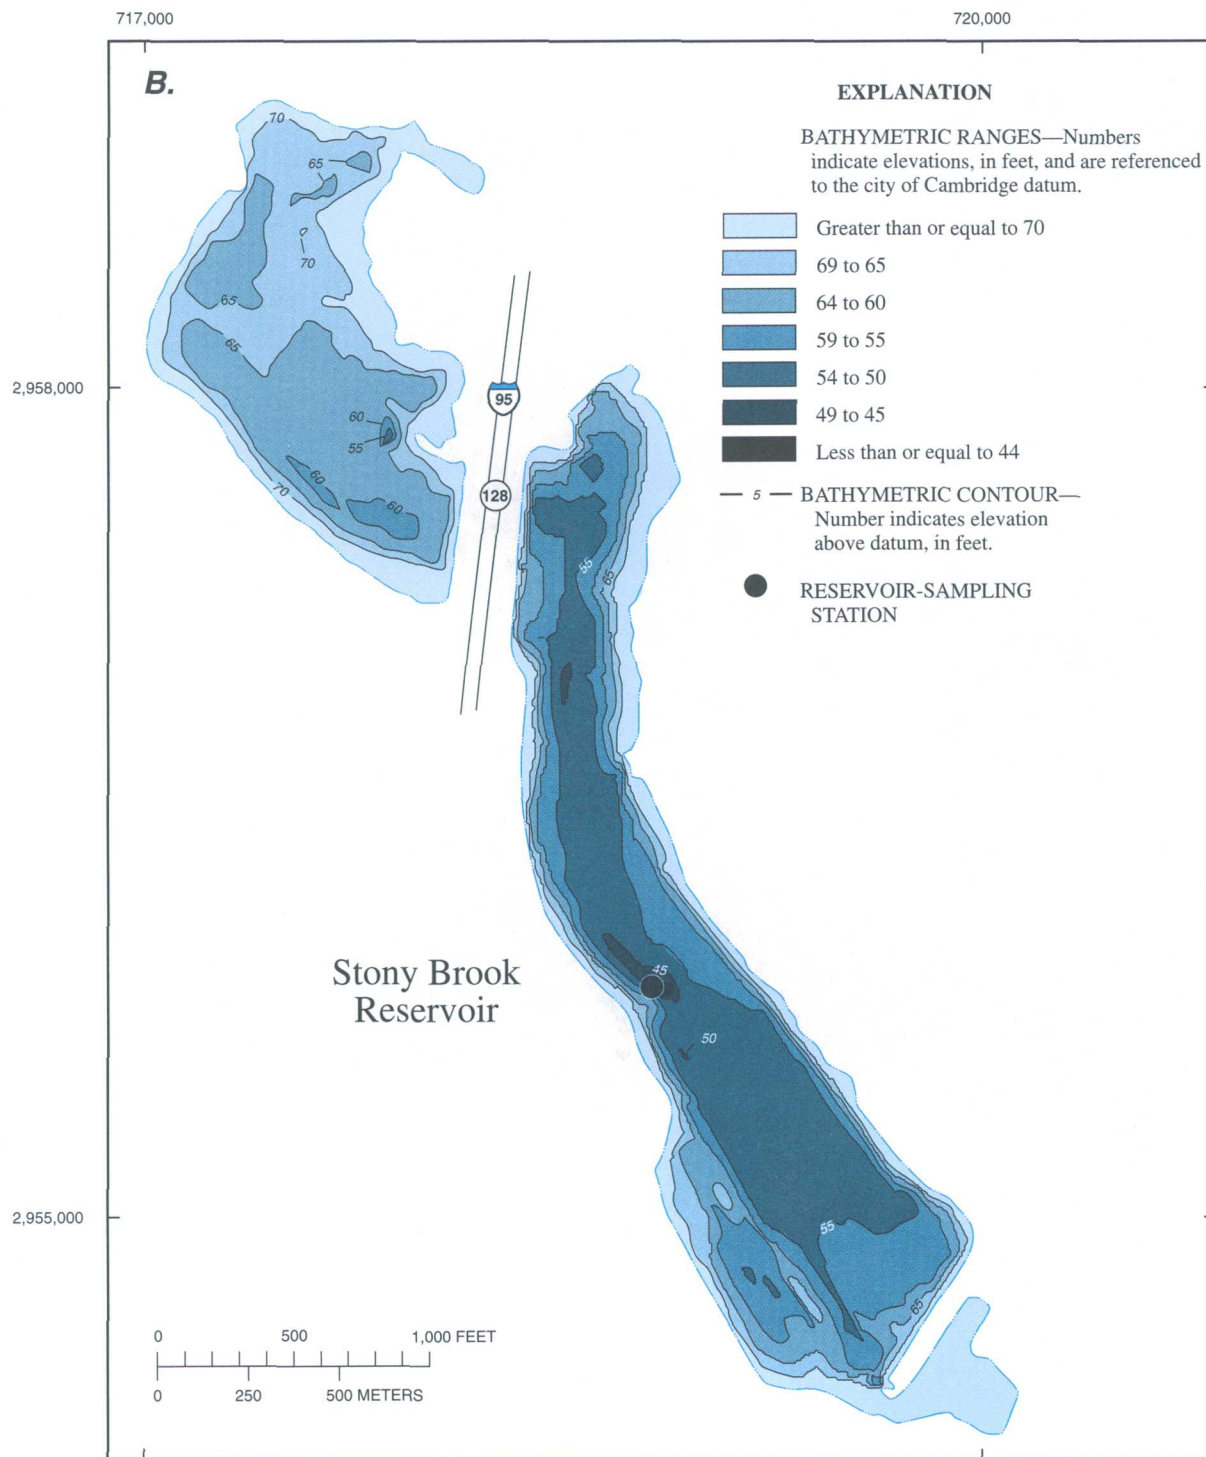 717,000
720,000
B.
EXPLANATION
BATHYMETRIC RANGES—Numbers
indicate elevations, in feet, and are referenced
to the city of Cambridge datum.
Greater than or equal to 70
69 to 65
64 to 60
59 to 55
54 to 50
49 to 45
Less than or equal to 44
— 5 — BATHYMETRIC CONTOUR—
Number indicates elevation
above datum, in feet.
RESERVOIR-SAMPLING
STATION
70
65
70
65
65
2,958,000
95
60
55
60
70
60
128
55
65
Stony Brook
Reservoir
45
50
2,955,000
55
65
0 500 1,000 FEET
0 250 500 METERS